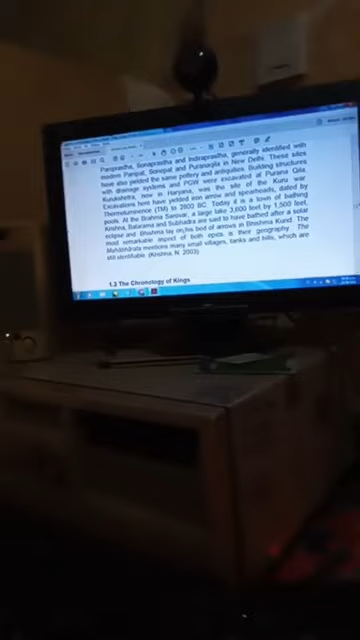 Panprastha, Sonaprastha and Indraprastha, generally identified with
modern Panipat, Sonepat and Puranaqila in New Delhi. These sites
have also yielded the same pottery and antiquities. Building structures
with drainage systems and PGW were excavated at Purana Qila.
Kurukshetra, now in Haryana, was the site of the Kuru war
Excavations here have yielded iron arrow and spearheads, dated by
Thermoluminence (TM) to 2800 BC. Today it is a town of bathing
pools. At the Brahma Sarovar, a large lake 3,600 feet by 1,500 feet,
Krishna, Balarama and Subhadra are said to have bathed after a solar
eclipse and Bhishma lay on his bed of arrows in Bhishma Kund. The
most remarkable aspect of both epics is their geography. The
Mahabharata mentions many small villages, tanks and hills, which are
still identifiable (Krishna, N. 2003)
1.3 The Chronology of Kings